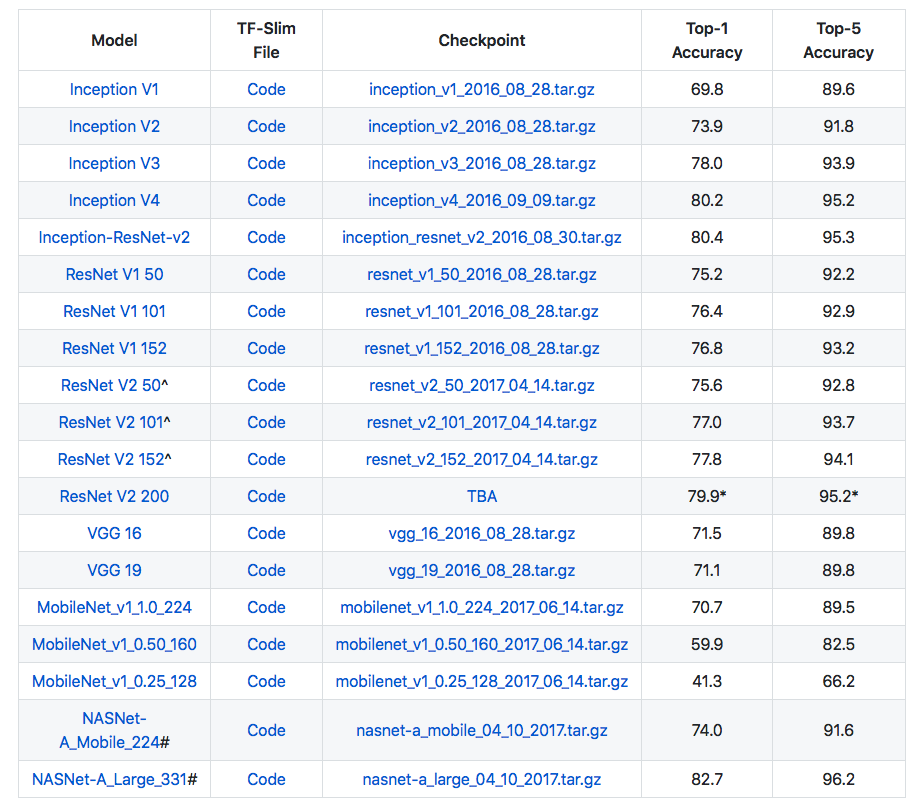 Model TF-Slim File Checkpoint Top-1 Accuracy Top-5 Accuracy
Inception V1 Code inception_v1_2016_08_28.tar.gz 69.8 89.6
Inception V2 Code inception_v2_2016_08_28.tar.gz 73.9 91.8
Inception V3 Code inception_v3_2016_08_28.tar.gz 78.0 93.9
Inception V4 Code inception_v4_2016_09_09.tar.gz 80.2 95.2
Inception-ResNet-v2 Code inception_resnet_v2_2016_08_30.tar.gz 80.4 95.3
ResNet V1 50 Code resnet_v1_50_2016_08_28.tar.gz 75.2 92.2
ResNet V1 101 Code resnet_v1_101_2016_08_28.tar.gz 76.4 92.9
ResNet V1 152 Code resnet_v1_152_2016_08_28.tar.gz 76.8 93.2
ResNet V2 50^ Code resnet_v2_50_2017_04_14.tar.gz 75.6 92.8
ResNet V2 101^ Code resnet_v2_101_2017_04_14.tar.gz 77.0 93.7
ResNet V2 152^ Code resnet_v2_152_2017_04_14.tar.gz 77.8 94.1
ResNet V2 200 Code TBA 79.9* 95.2*
VGG 16 Code vgg_16_2016_08_28.tar.gz 71.5 89.8
VGG 19 Code vgg_19_2016_08_28.tar.gz 71.1 89.8
MobileNet_v1_1.0_224 Code mobilenet_v1_1.0_224_2017_06_14.tar.gz 70.7 89.5
MobileNet_v1_0.50_160 Code mobilenet_v1_0.50_160_2017_06_14.tar.gz 59.9 82.5
MobileNet_v1_0.25_128 Code mobilenet_v1_0.25_128_2017_06_14.tar.gz 41.3 66.2
NASNet-A_Mobile_224# Code nasnet-a_mobile_04_10_2017.tar.gz 74.0 91.6
NASNet-A_Large_331# Code nasnet-a_large_04_10_2017.tar.gz 82.7 96.2